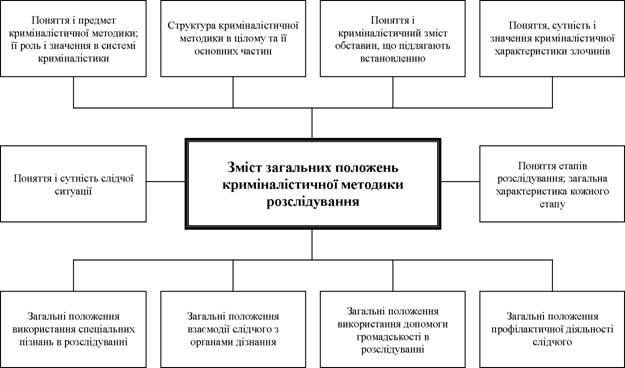 Поняття і предмет
криміналістичної методики;
її роль і значення в системі
криміналістики
Структура криміналістичної
методики в цілому та її
основних частин
Поняття і
криміналістичний зміст
обставин, що підлягають
встановленню
Поняття, сутність і
значення криміналістичної
характеристики злочинів
Поняття і сутність слідчої
ситуації
Зміст загальних положень
криміналістичної методики
розслідування
Поняття етапів
розслідування; загальна
характеристика кожного
етапу
Загальні положення
використання спеціальних
пізнань в розслідуванні
Загальні положення
взаємодії слідчого з
органами дізнання
Загальні положення
використання допомоги
громадськості в
розслідуванні
Загальні положення
профілактичної діяльності
слідчого